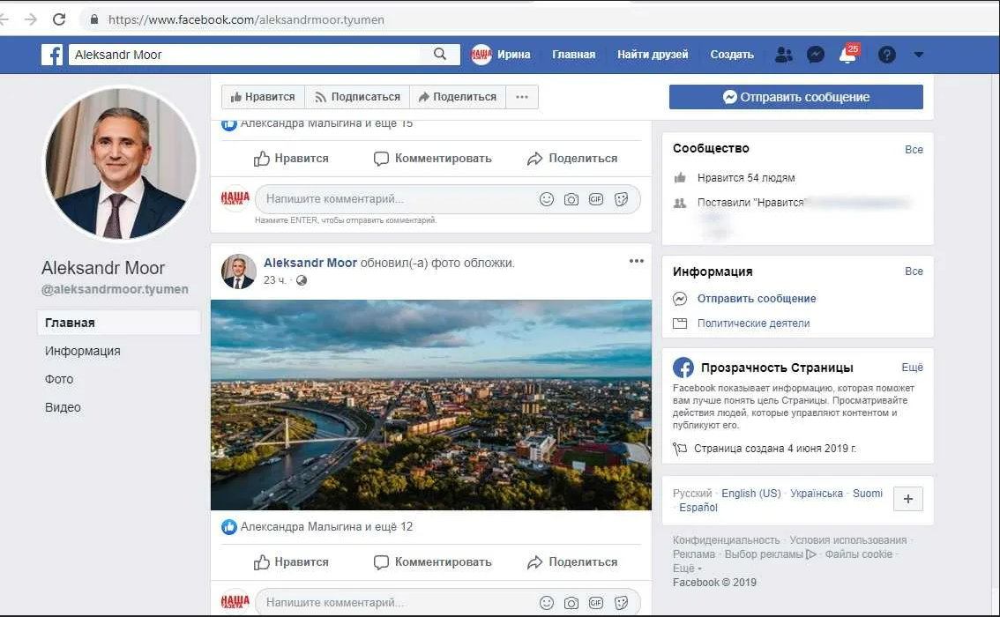 https://www.facebook.com/aleksandrmoor.tyumen
Aleksandr Moor
НАША
Ирина
Главная
Найти друзей
Создать
25
Нравится
Подписаться
Поделиться
Отправить сообщение
Aleksandr Moor
@aleksandrmoor.tyumen
Главная
Информация
Фото
Видео
Александра Малыгина и ещё 15
Нравится
Комментировать
Поделиться
НАША
ГАЗЕТА
Напишите комментарий...
GIF
Нажмите ENTER, чтобы отправить комментарий.
Aleksandr Moor обновил(-а) фото обложки.
23 ч. ·
Александра Малыгина и ещё 12
Нравится
Комментировать
Поделиться
НАША
ГАЗЕТА
Напишите комментарий...
GIF
Сообщество
Все
Нравится 54 людям
Поставили "Нравится"
Информация
Все
Отправить сообщение
Политические деятели
Прозрачность Страницы
Ещё
Facebook показывает информацию, которая поможет
вам лучше понять цель Страницы. Просматривайте
действия людей, которые управляют контентом и
публикуют его.
Страница создана 4 июня 2019 г.
Русский · English (US) · Українська · Suomi
· Español
Конфиденциальность · Условия использования ·
Реклама · Выбор рекламы · Файлы cookie ·
Ещё
Facebook © 2019